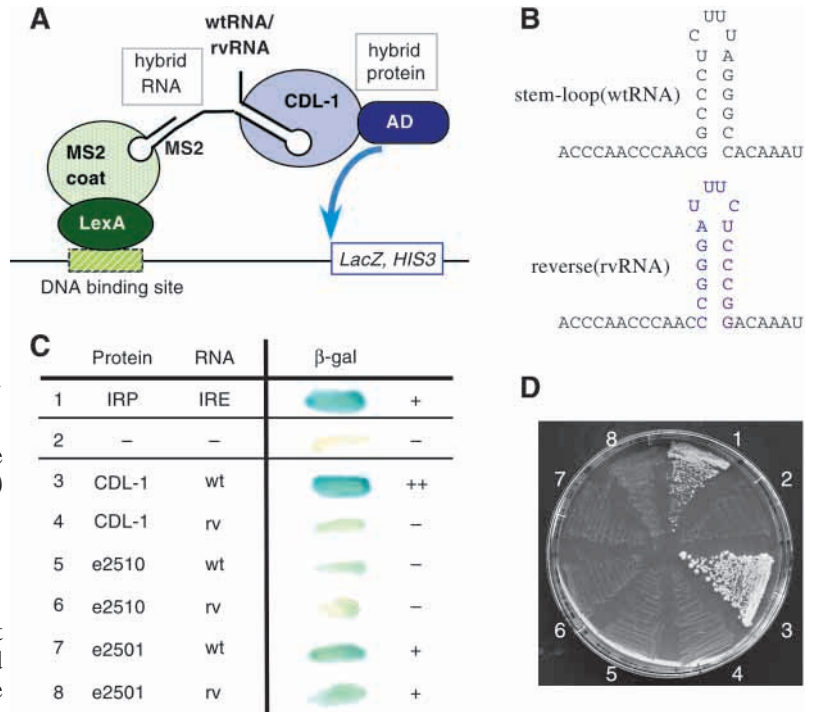 A
wtRNA/
rvRNA
hybrid
RNA
hybrid
protein
CDL-1
AD
MS2
MS2
coat
LexA
LacZ, HIS3
DNA binding site
B
UU
C U
U A
C G
C G
C G
G C
stem-loop(wtRNA)
ACCCAACCCAACG CACAAAU
UU
U C
A U
G C
G C
G C
C G
reverse(rvRNA)
ACCCAACCCAACC GACAAAU
C
Protein RNA β-gal
1 IRP IRE +
2 – – –
3 CDL-1 wt ++
4 CDL-1 rv –
5 e2510 wt –
6 e2510 rv –
7 e2501 wt +
8 e2501 rv +
D
8 1
7 2
6 3
5 4
e
)
t
l
e